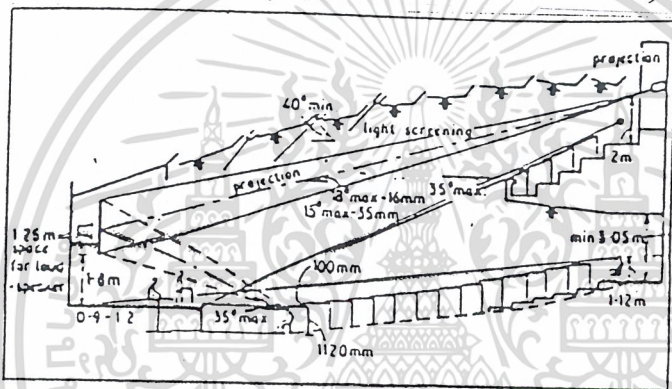 projection
40° min
light screening
projection
2m
8° max-16mm
15° max-35mm
35° max.
1·25m
space
for loud
-speaker
1·8m
100mm
min 3·05m
0-9-1·2
35° max
1120mm
1·12m